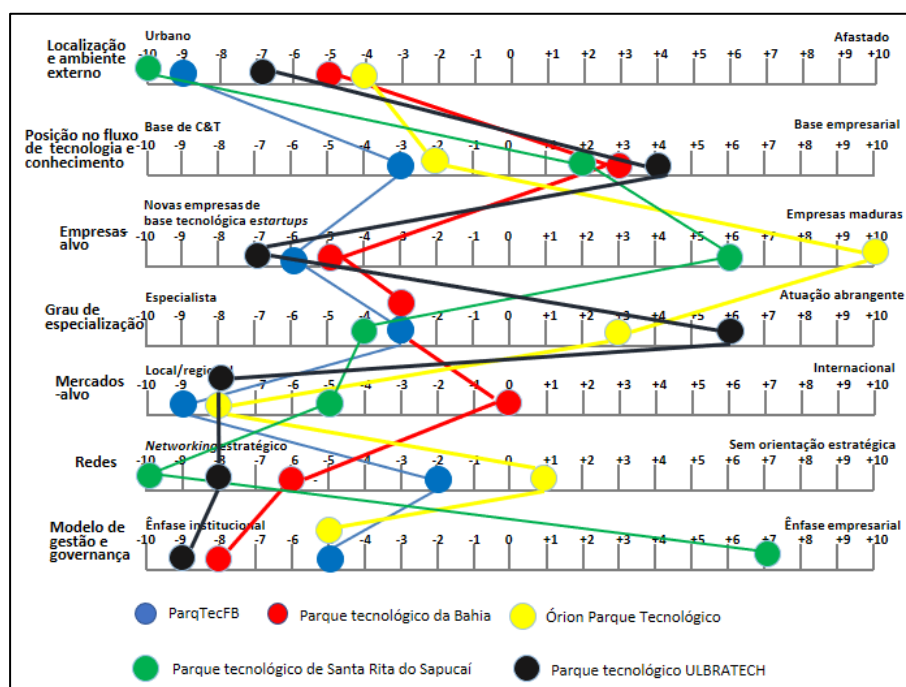 Localização
e ambiente
externo
Urbano
Afastado
-10 -9 -8 -7 -6 -5 -4 -3 -2 -1 0 +1 +2 +3 +4 +5 +6 +7 +8 +9 +10
Posição no fluxo
de tecnologia e
conhecimento
Base de C&T
Base empresarial
-10 -9 -8 -7 -6 -5 -4 -3 -2 -1 0 +1 +2 +3 +4 +5 +6 +7 +8 +9 +10
Empresas-
alvo
Novas empresas de
base tecnológica e startups
Empresas maduras
-10 -9 -8 -7 -6 -5 -4 -3 -2 -1 0 +1 +2 +3 +4 +5 +6 +7 +8 +9 +10
Grau de
especialização
Especialista
Atuação abrangente
-10 -9 -8 -7 -6 -5 -4 -3 -2 -1 0 +1 +2 +3 +4 +5 +6 +7 +8 +9 +10
Mercados
-alvo
Local/regional
Internacional
-10 -9 -7 -6 -5 -4 -3 -2 -1 0 +1 +2 +3 +4 +5 +6 +7 +8 +9 +10
Redes
Networking estratégico
Sem orientação estratégica
-10 -9 -8 -7 -6 -5 -4 -3 -2 -1 0 +1 +2 +3 +4 +5 +6 +7 +8 +9 +10
Modelo de
gestão e
governança
Ênfase institucional
Ênfase empresarial
-10 -9 -8 -7 -6 -5 -4 -3 -2 -1 0 +1 +2 +3 +4 +5 +6 +7 +8 +9 +10
ParqTecFB
Parque tecnológico da Bahia
Órion Parque Tecnológico
Parque tecnológico de Santa Rita do Sapucaí
Parque tecnológico ULBRATECH